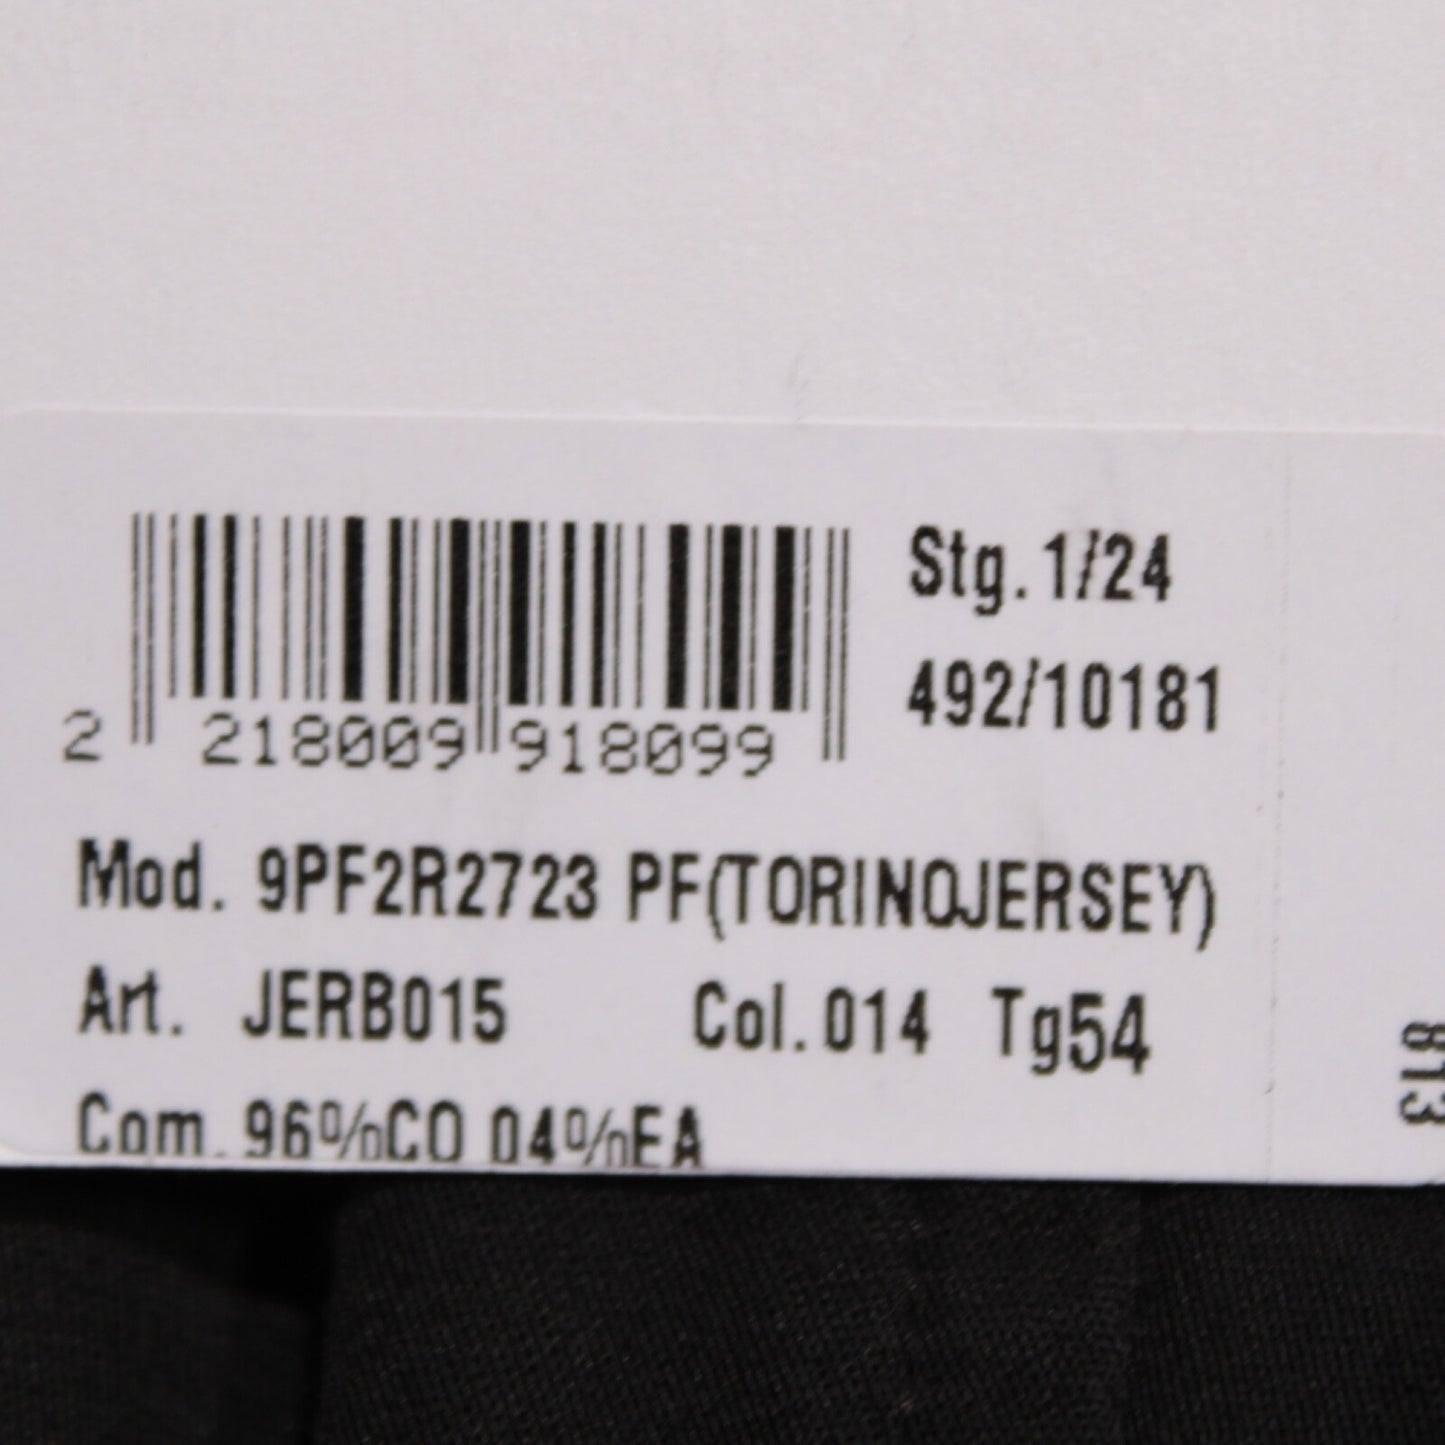 Stg.1/24
492/10181
2 218009 918099
Mod. 9PF2R2723 PF(TORINOJERSEY)
Art. JERB015 Col.014 Tg54
Com. 96%CO 04%EA
813